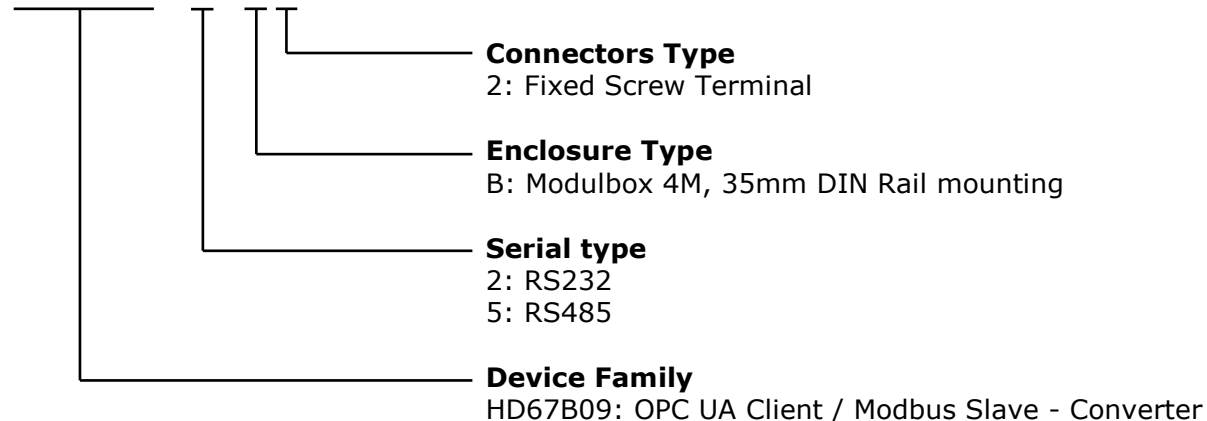 Connectors Type
2: Fixed Screw Terminal
Enclosure Type
B: Modulbox 4M, 35mm DIN Rail mounting
Serial type
2: RS232
5: RS485
Device Family
HD67B09: OPC UA Client / Modbus Slave - Converter